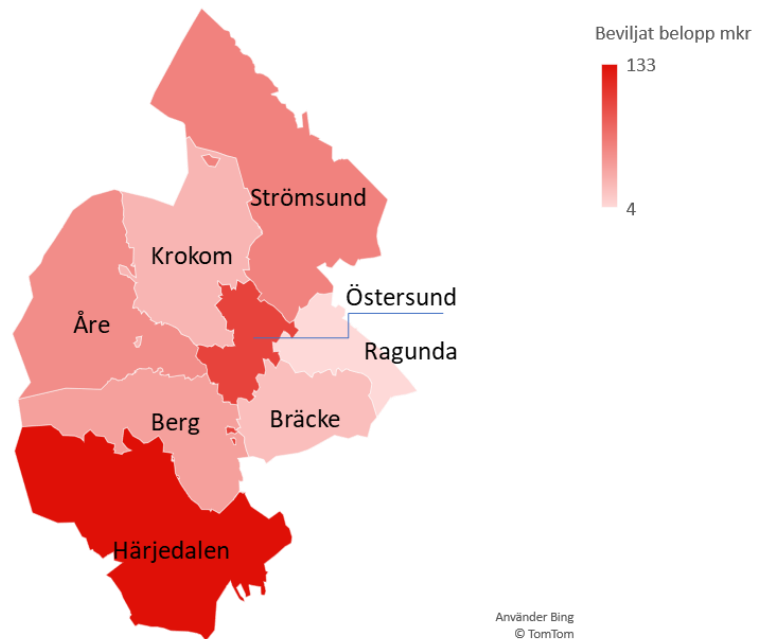 Beviljat belopp mkr
133
4
Strömsund
Krokom
Östersund
Åre
Ragunda
Berg
Bräcke
Härjedalen
Använder Bing
© TomTom